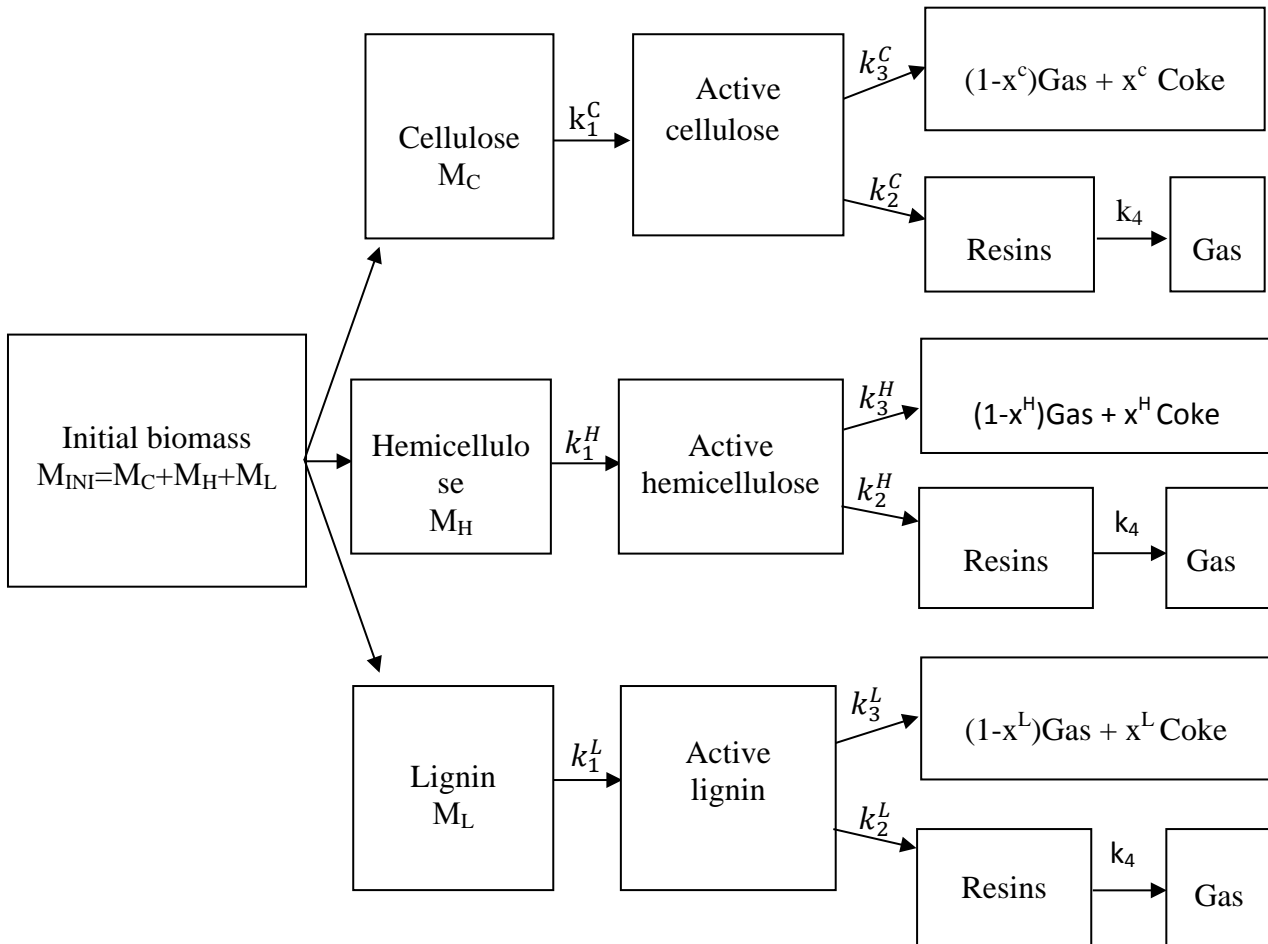 Initial biomass
M_INI=M_C+M_H+M_L
Cellulose
M_C
k_1^C
Active
cellulose
k_3^C
(1-x^c)Gas + x^c Coke
k_2^C
Resins
k_4
Gas
Hemicellulo
se
M_H
k_1^H
Active
hemicellulose
k_3^H
(1-x^H)Gas + x^H Coke
k_2^H
Resins
k_4
Gas
Lignin
M_L
k_1^L
Active
lignin
k_3^L
(1-x^L)Gas + x^L Coke
k_2^L
Resins
k_4
Gas